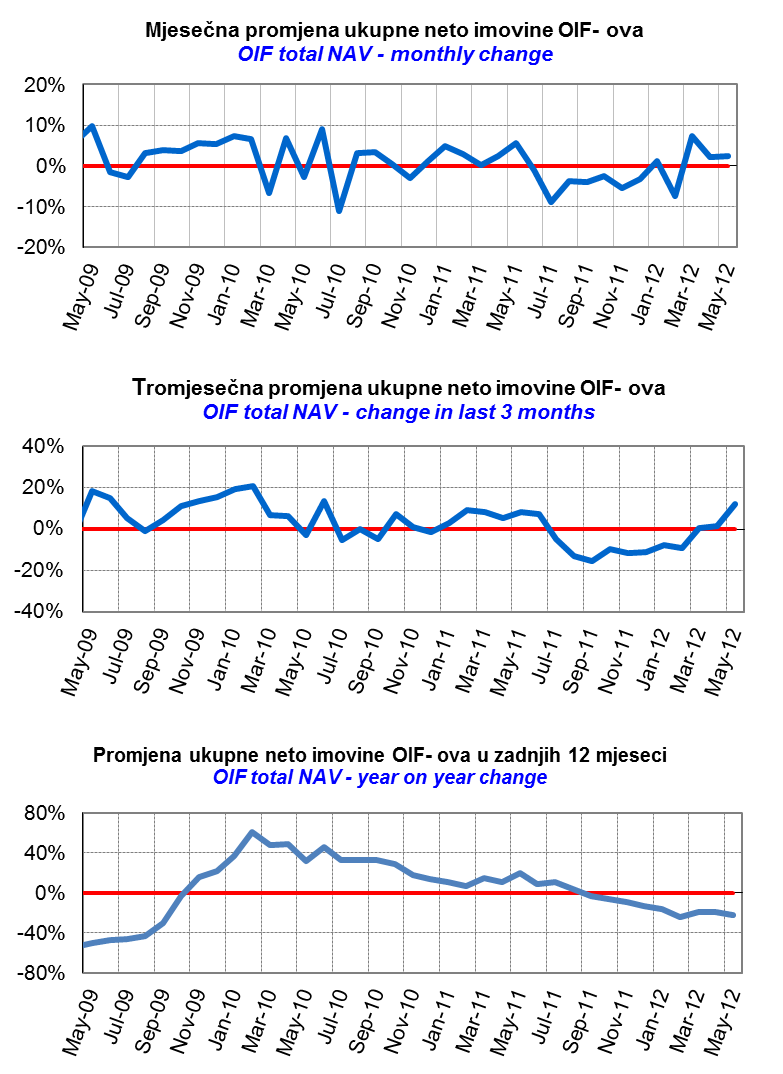 Mjesečna promjena ukupne neto imovine OIF- ova
OIF total NAV - monthly change
20%
10%
0%
-10%
-20%
May-09 Jul-09 Sep-09 Nov-09 Jan-10 Mar-10 May-10 Jul-10 Sep-10 Nov-10 Jan-11 Mar-11 May-11 Jul-11 Sep-11 Nov-11 Jan-12 Mar-12 May-12
Tromjesečna promjena ukupne neto imovine OIF- ova
OIF total NAV - change in last 3 months
40%
20%
0%
-20%
-40%
May-09 Jul-09 Sep-09 Nov-09 Jan-10 Mar-10 May-10 Jul-10 Sep-10 Nov-10 Jan-11 Mar-11 May-11 Jul-11 Sep-11 Nov-11 Jan-12 Mar-12 May-12
Promjena ukupne neto imovine OIF- ova u zadnjih 12 mjeseci
OIF total NAV - year on year change
80%
40%
0%
-40%
-80%
May-09 Jul-09 Sep-09 Nov-09 Jan-10 Mar-10 May-10 Jul-10 Sep-10 Nov-10 Jan-11 Mar-11 May-11 Jul-11 Sep-11 Nov-11 Jan-12 Mar-12 May-12